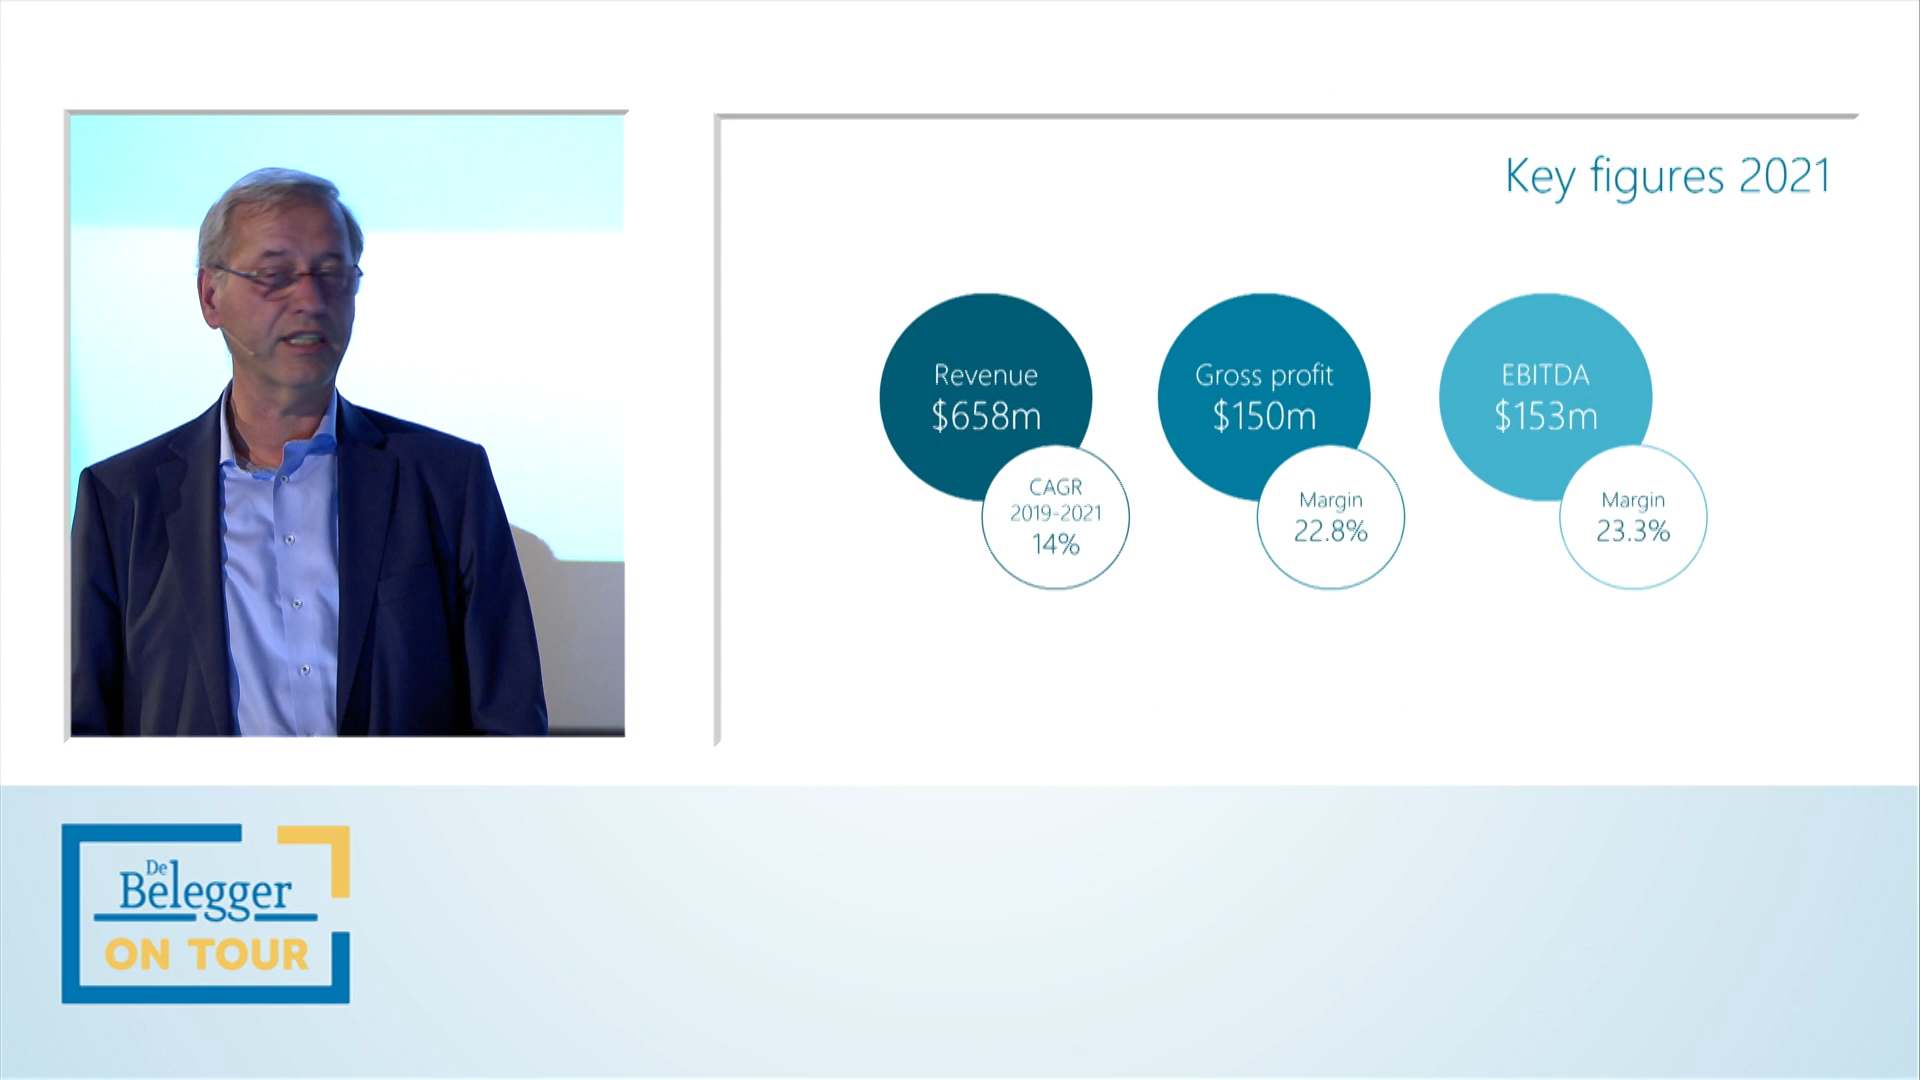 Key figures 2021
Revenue
$658m
CAGR
2019-2021
14%
Gross profit
$150m
Margin
22.8%
EBITDA
$153m
Margin
23.3%
De
Belegger
ON TOUR